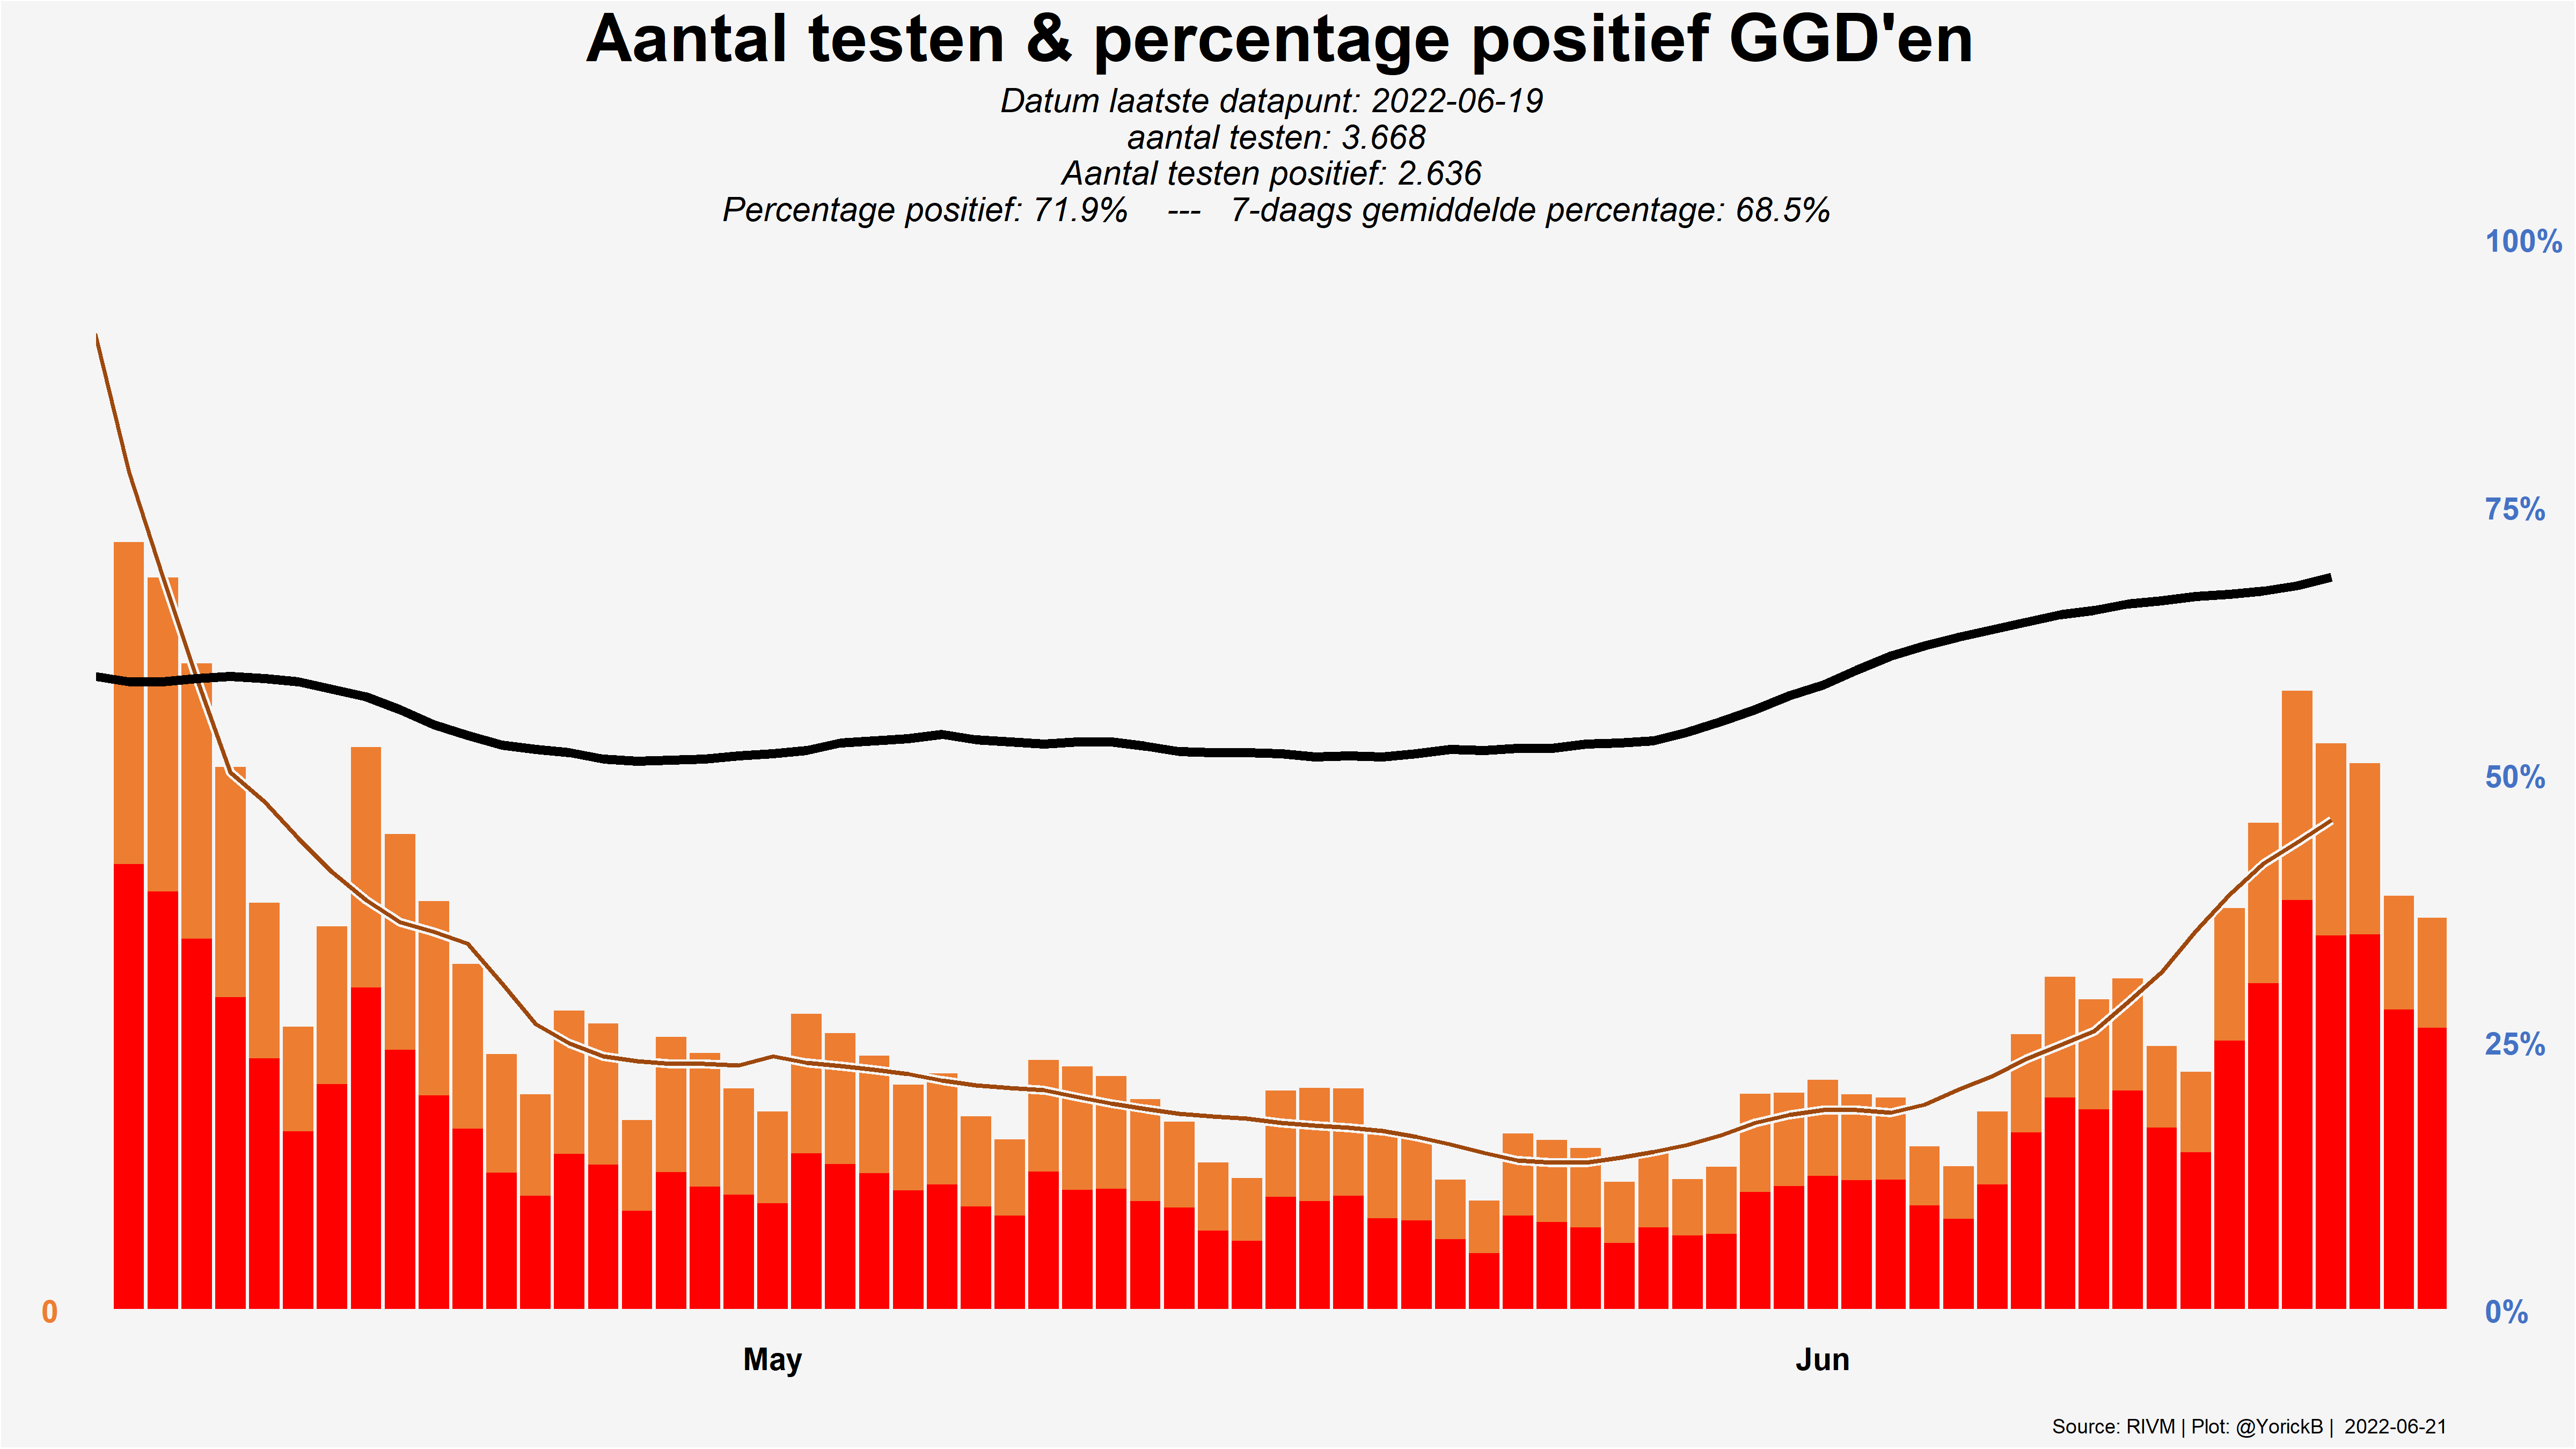 Aantal testen & percentage positief GGD'en
Datum laatste datapunt: 2022-06-19
aantal testen: 3.668
Aantal testen positief: 2.636
Percentage positief: 71.9% --- 7-daags gemiddelde percentage: 68.5%
100%
75%
50%
25%
0 0%
May Jun
Source: RIVM | Plot: @YorickB | 2022-06-21